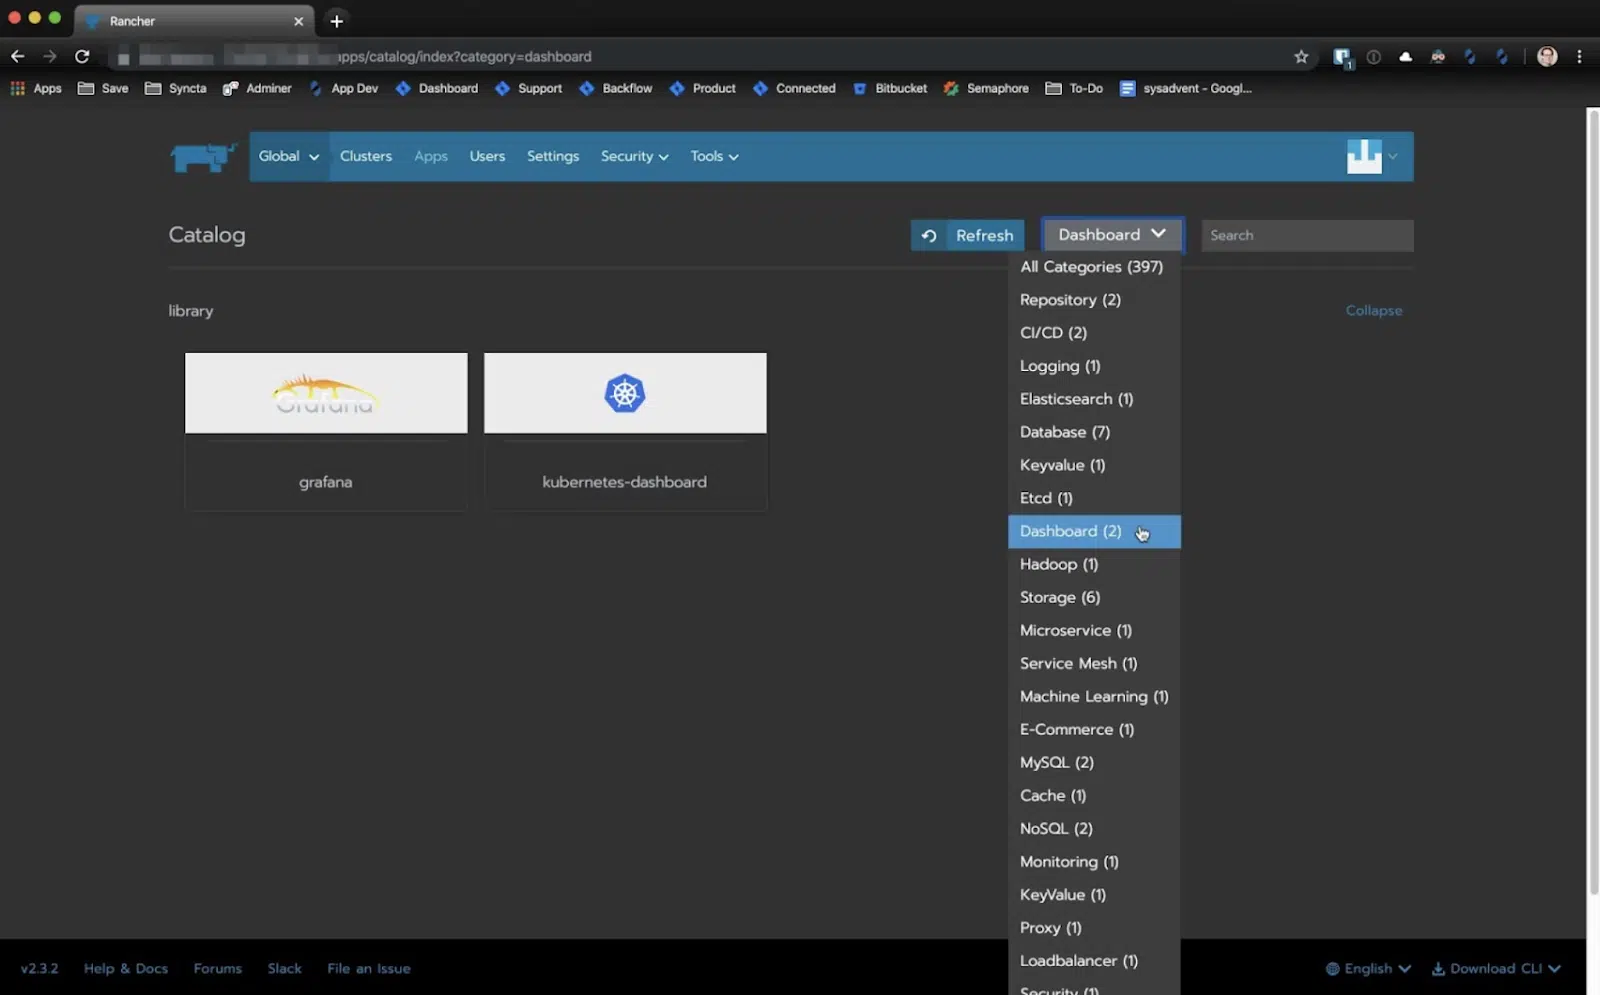 Rancher
apps/catalog/index?category=dashboard
1
Apps Save Syncta Adminer App Dev Dashboard Support Backflow Product Connected Bitbucket Semaphore To-Do sysadvent - Googl...
Global Clusters Apps Users Settings Security Tools
Catalog
Refresh
Dashboard
Search
library
Collapse
Grafana
grafana
kubernetes-dashboard
All Categories (397)
Repository (2)
CI/CD (2)
Logging (1)
Elasticsearch (1)
Database (7)
Keyvalue (1)
Etcd (1)
Dashboard (2)
Hadoop (1)
Storage (6)
Microservice (1)
Service Mesh (1)
Machine Learning (1)
E-Commerce (1)
MySQL (2)
Cache (1)
NoSQL (2)
Monitoring (1)
KeyValue (1)
Proxy (1)
Loadbalancer (1)
Security (1)
v2.3.2 Help & Docs Forums Slack File an Issue
English Download CLI